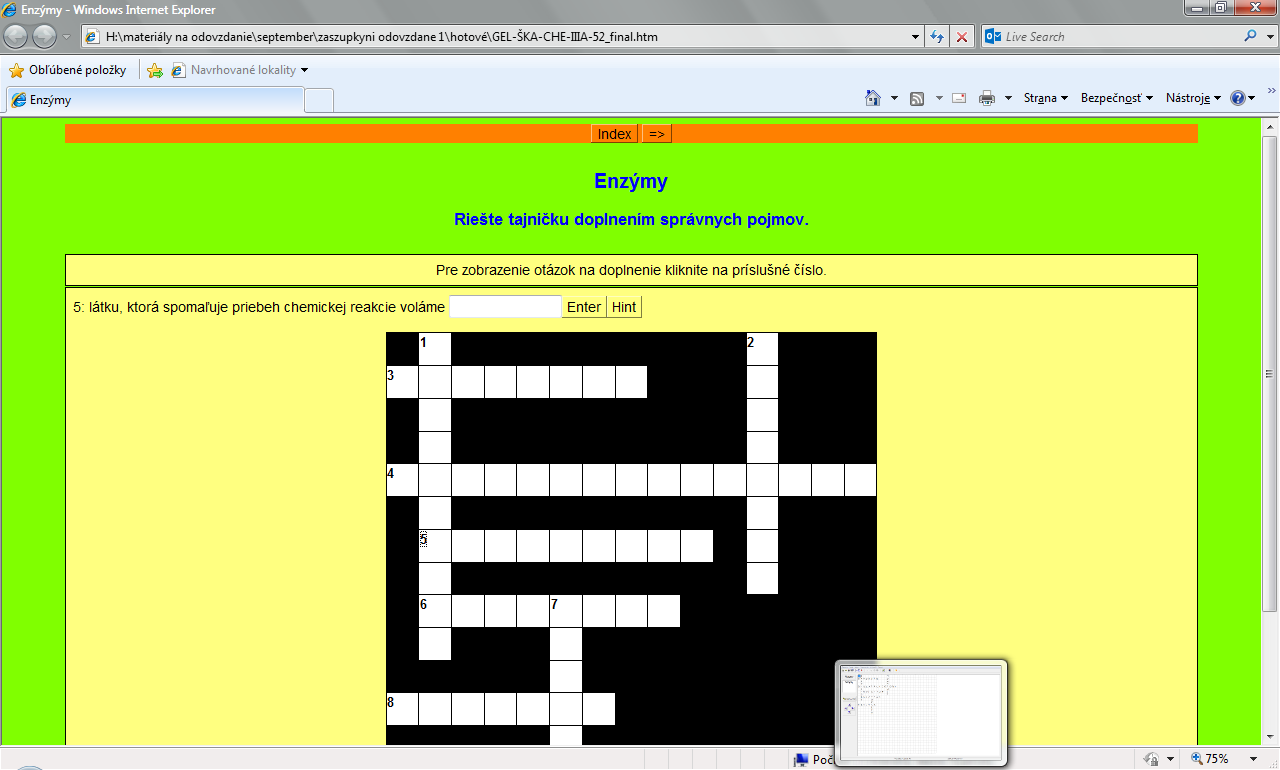 Enzýmy - Windows Internet Explorer
H:\materiály na odovzdanie\september\zaszupkyni odovzdane 1\hotové\GEL-ŠKA-CHE-IIIA-52_final.htm
Live Search
Obľúbené položky
Navrhované lokality
Enzýmy
Strana
Bezpečnosť
Nástroje
Index
=>
Enzýmy
Riešte tajničku doplnením správnych pojmov.
Pre zobrazenie otázok na doplnenie kliknite na príslušné číslo.
5: látku, ktorá spomaľuje priebeh chemickej reakcie voláme Enter Hint
1 2
3
4
5
6 7
8
Poč
75%